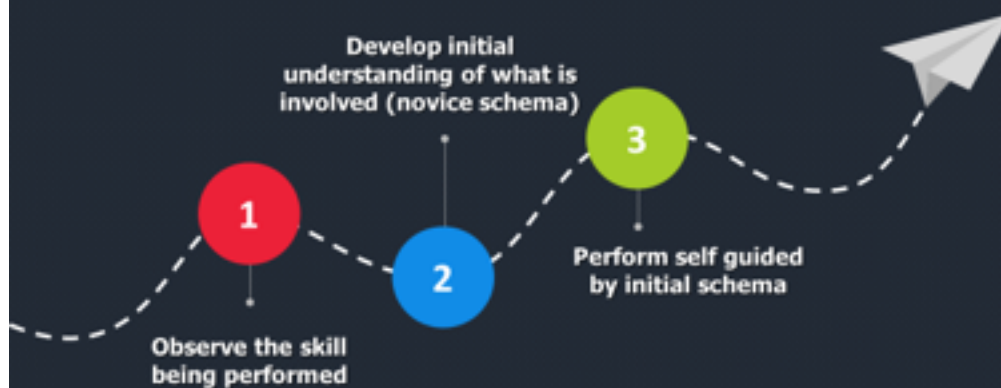 1
Observe the skill
being performed
Develop initial
understanding of what is
involved (novice schema)
2
3
Perform self guided
by initial schema